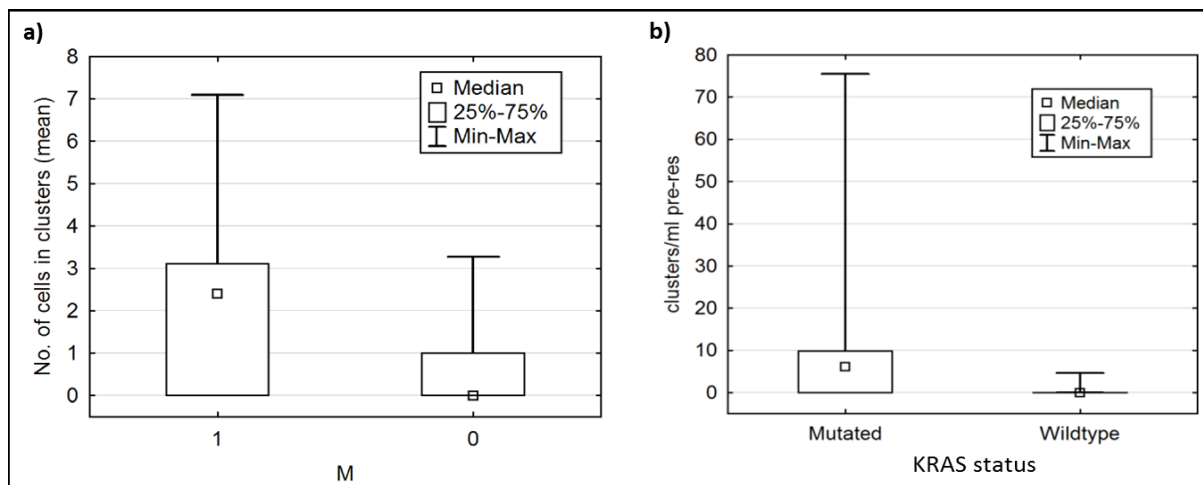 a)
No. of cells in clusters (mean)
8
7
6
5
4
3
2
1
0
Median
25%-75%
Min-Max
1
0
M
b)
clusters/ml pre-res
80
70
60
50
40
30
20
10
0
Median
25%-75%
Min-Max
Mutated
Wildtype
KRAS status